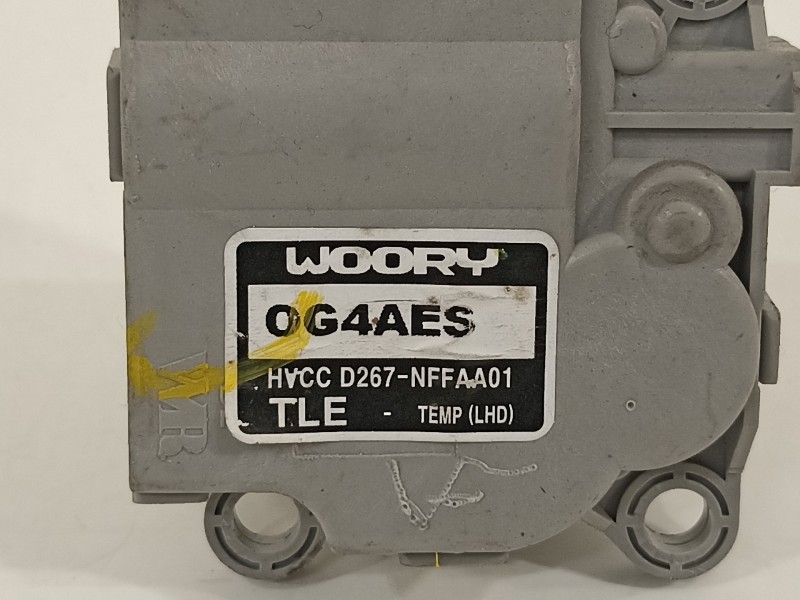 WOORY
0G4AES
HVCC D267-NFFAA01
TLE - TEMP (LHD)